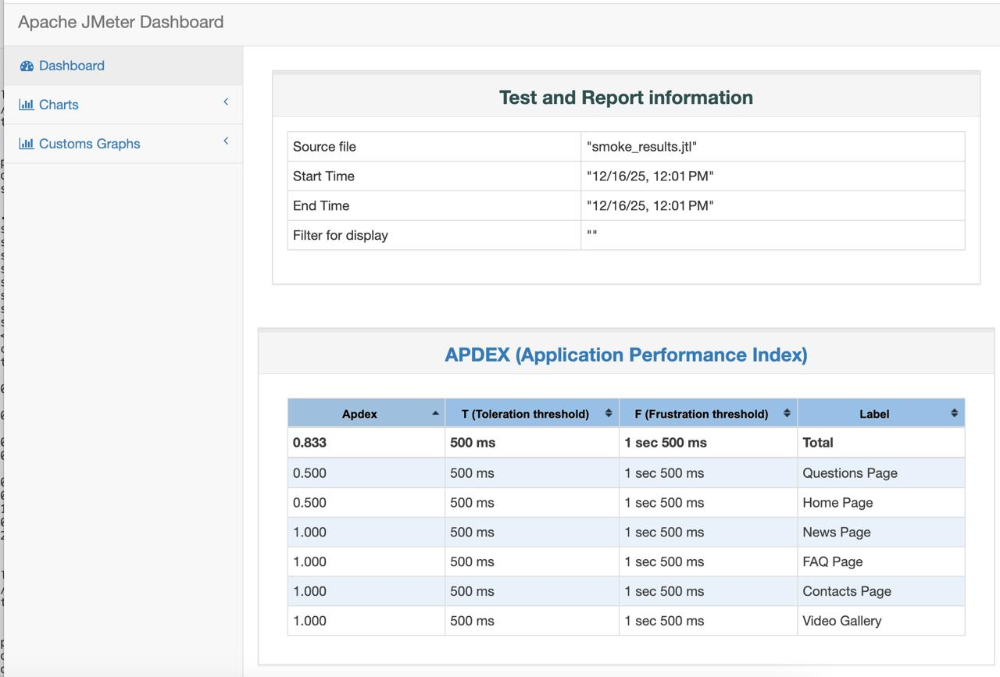 Apache JMeter Dashboard
Dashboard
Charts
Customs Graphs
Test and Report information
Source file "smoke_results.jtl"
Start Time "12/16/25, 12:01 PM"
End Time "12/16/25, 12:01 PM"
Filter for display ""
APDEX (Application Performance Index)
Apdex T (Toleration threshold) F (Frustration threshold) Label
0.833 500 ms 1 sec 500 ms Total
0.500 500 ms 1 sec 500 ms Questions Page
0.500 500 ms 1 sec 500 ms Home Page
1.000 500 ms 1 sec 500 ms News Page
1.000 500 ms 1 sec 500 ms FAQ Page
1.000 500 ms 1 sec 500 ms Contacts Page
1.000 500 ms 1 sec 500 ms Video Gallery